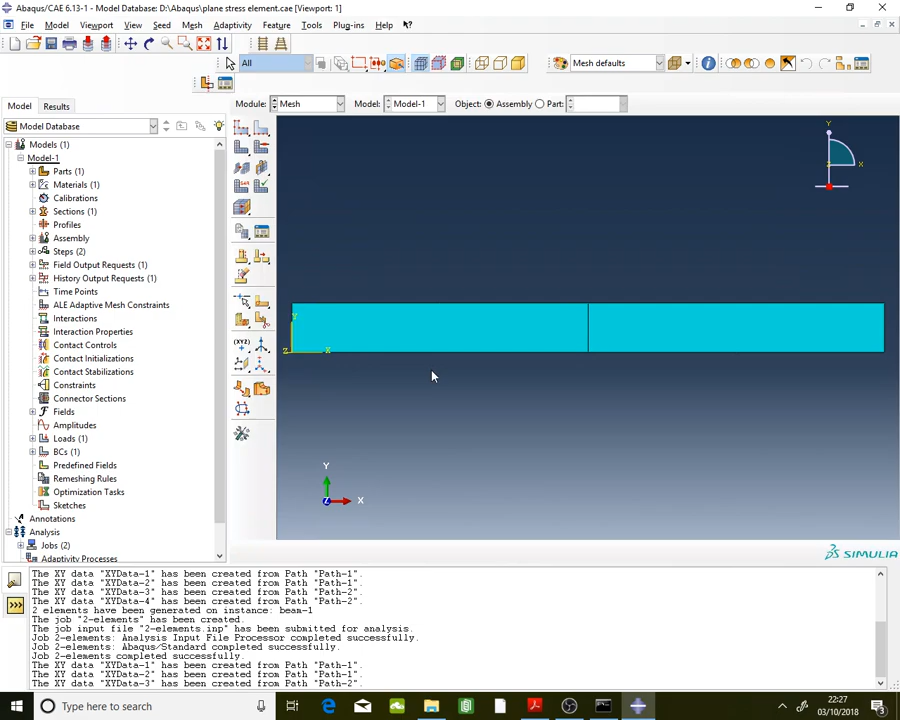 Abaqus/CAE 6.13-1 - Model Database: D:\Abaqus\plane stress element.cae [Viewport: 1]
File Model Viewport View Seed Mesh Adaptivity Feature Tools Plug-ins Help
All Mesh defaults
Model Results Module: Mesh Model: Model-1 Object: Assembly Part:
Model Database
Models (1)
Model-1
Parts (1)
Materials (1)
Calibrations
Sections (1)
Profiles
Assembly
Steps (2)
Field Output Requests (1)
History Output Requests (1)
Time Points
ALE Adaptive Mesh Constraints
Interactions
Interaction Properties
Contact Controls
Contact Initializations
Contact Stabilizations
Constraints
Connector Sections
Fields
Amplitudes
Loads (1)
BCs (1)
Predefined Fields
Remeshing Rules
Optimization Tasks
Sketches
Annotations
Analysis
Jobs (2)
Adaptivity Processes
(XYZ)
Y
Z X
Y
Z X
Y
Z X
SIMULIA
The XY data "XYData-1" has been created from Path "Path-1".
The XY data "XYData-2" has been created from Path "Path-1".
The XY data "XYData-3" has been created from Path "Path-2".
The XY data "XYData-4" has been created from Path "Path-2".
2 elements have been generated on instance: beam-1
The job "2-elements" has been created.
The job input file "2-elements.inp" has been submitted for analysis.
Job 2-elements: Analysis Input File Processor completed successfully.
Job 2-elements: Abaqus/Standard completed successfully.
Job 2-elements completed successfully.
The XY data "XYData-1" has been created from Path "Path-1".
The XY data "XYData-2" has been created from Path "Path-1".
The XY data "XYData-3" has been created from Path "Path-2".
Type here to search
22:27
03/10/2018